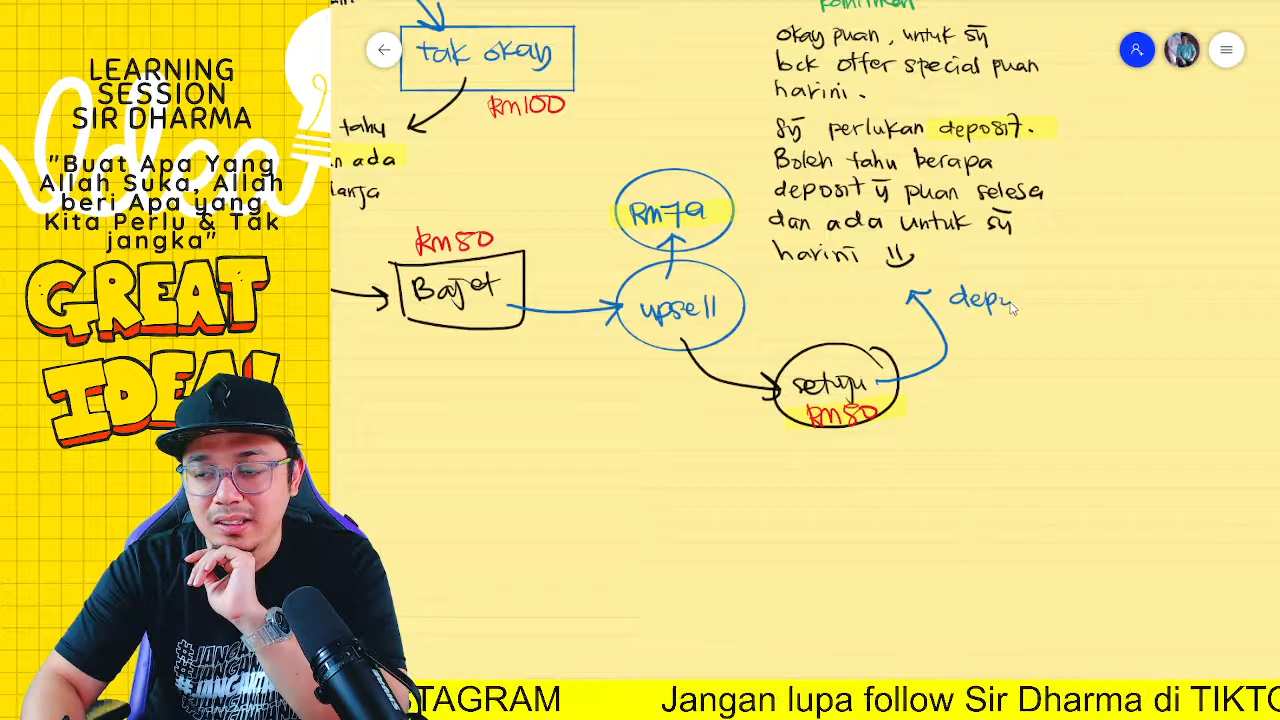 LEARNING
SESSION
SIR DHARMA
"Buat Apa Yang
Allah Suka, Allah
beri Apa yang
Kita Perlu & Tak
jangka"
GREAT
IDEA!
tak okay
RM100
tahu
ada
RM80
Bajet
RM79
upsell
setuju
RM80
okay puan, untuk sy
bck offer special puan
harini.
sy perlukan deposit.
Boleh tahu berapa
deposit yg puan selesa
dan ada untuk sy
harini
#JANGAN
STAGRAM
Jangan lupa follow Sir Dharma di TIKTO